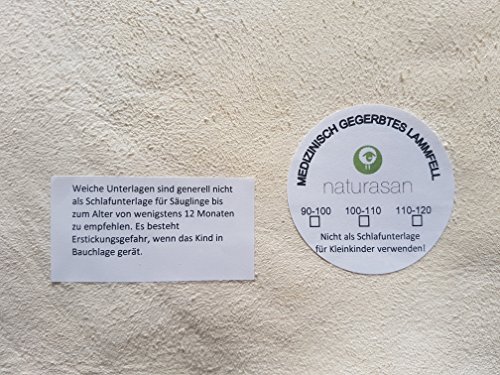 Weiche Unterlagen sind generell nicht
als Schlafunterlage für Säuglinge bis
zum Alter von wenigstens 12 Monaten
zu empfehlen. Es besteht
Erstickungsgefahr, wenn das Kind in
Bauchlage gerät.
MEDIZINISCH GEGERBTES LAMMFELL
naturasan
90-100 100-110 110-120
Nicht als Schlafunterlage
für Kleinkinder verwenden!